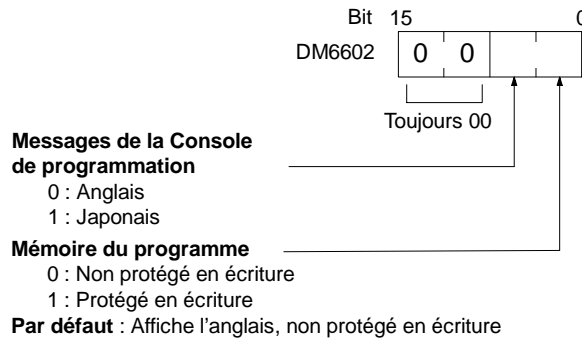 Bit 15 0
DM6602 0 0
Toujours 00
Messages de la Console
de programmation
0 : Anglais
1 : Japonais
Mémoire du programme
0 : Non protégé en écriture
1 : Protégé en écriture
Par défaut : Affiche l'anglais, non protégé en écriture